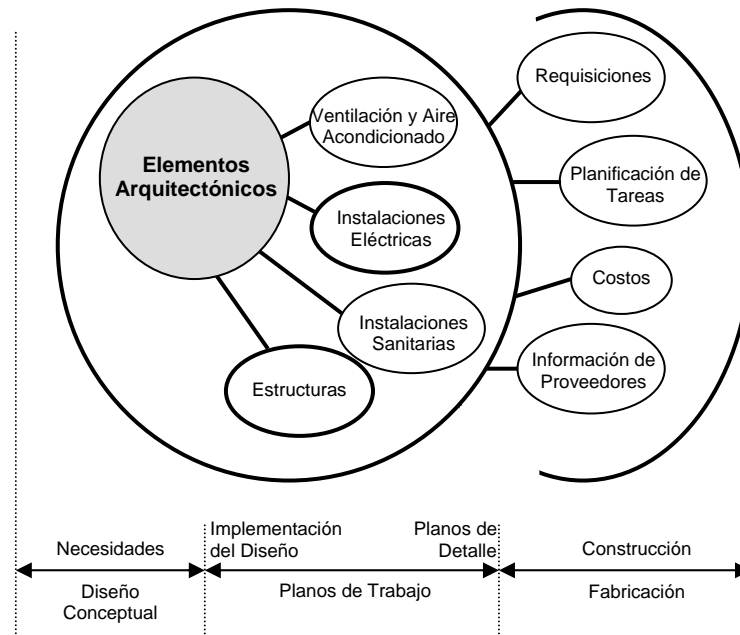 Requisiciones
Ventilación y Aire
Acondicionado
Elementos
Arquitectónicos
Planificación de
Tareas
Instalaciones
Eléctricas
Costos
Instalaciones
Sanitarias
Información de
Proveedores
Estructuras
Necesidades
Implementación
del Diseño
Planos de
Detalle
Construcción
Diseño
Conceptual
Planos de Trabajo
Fabricación